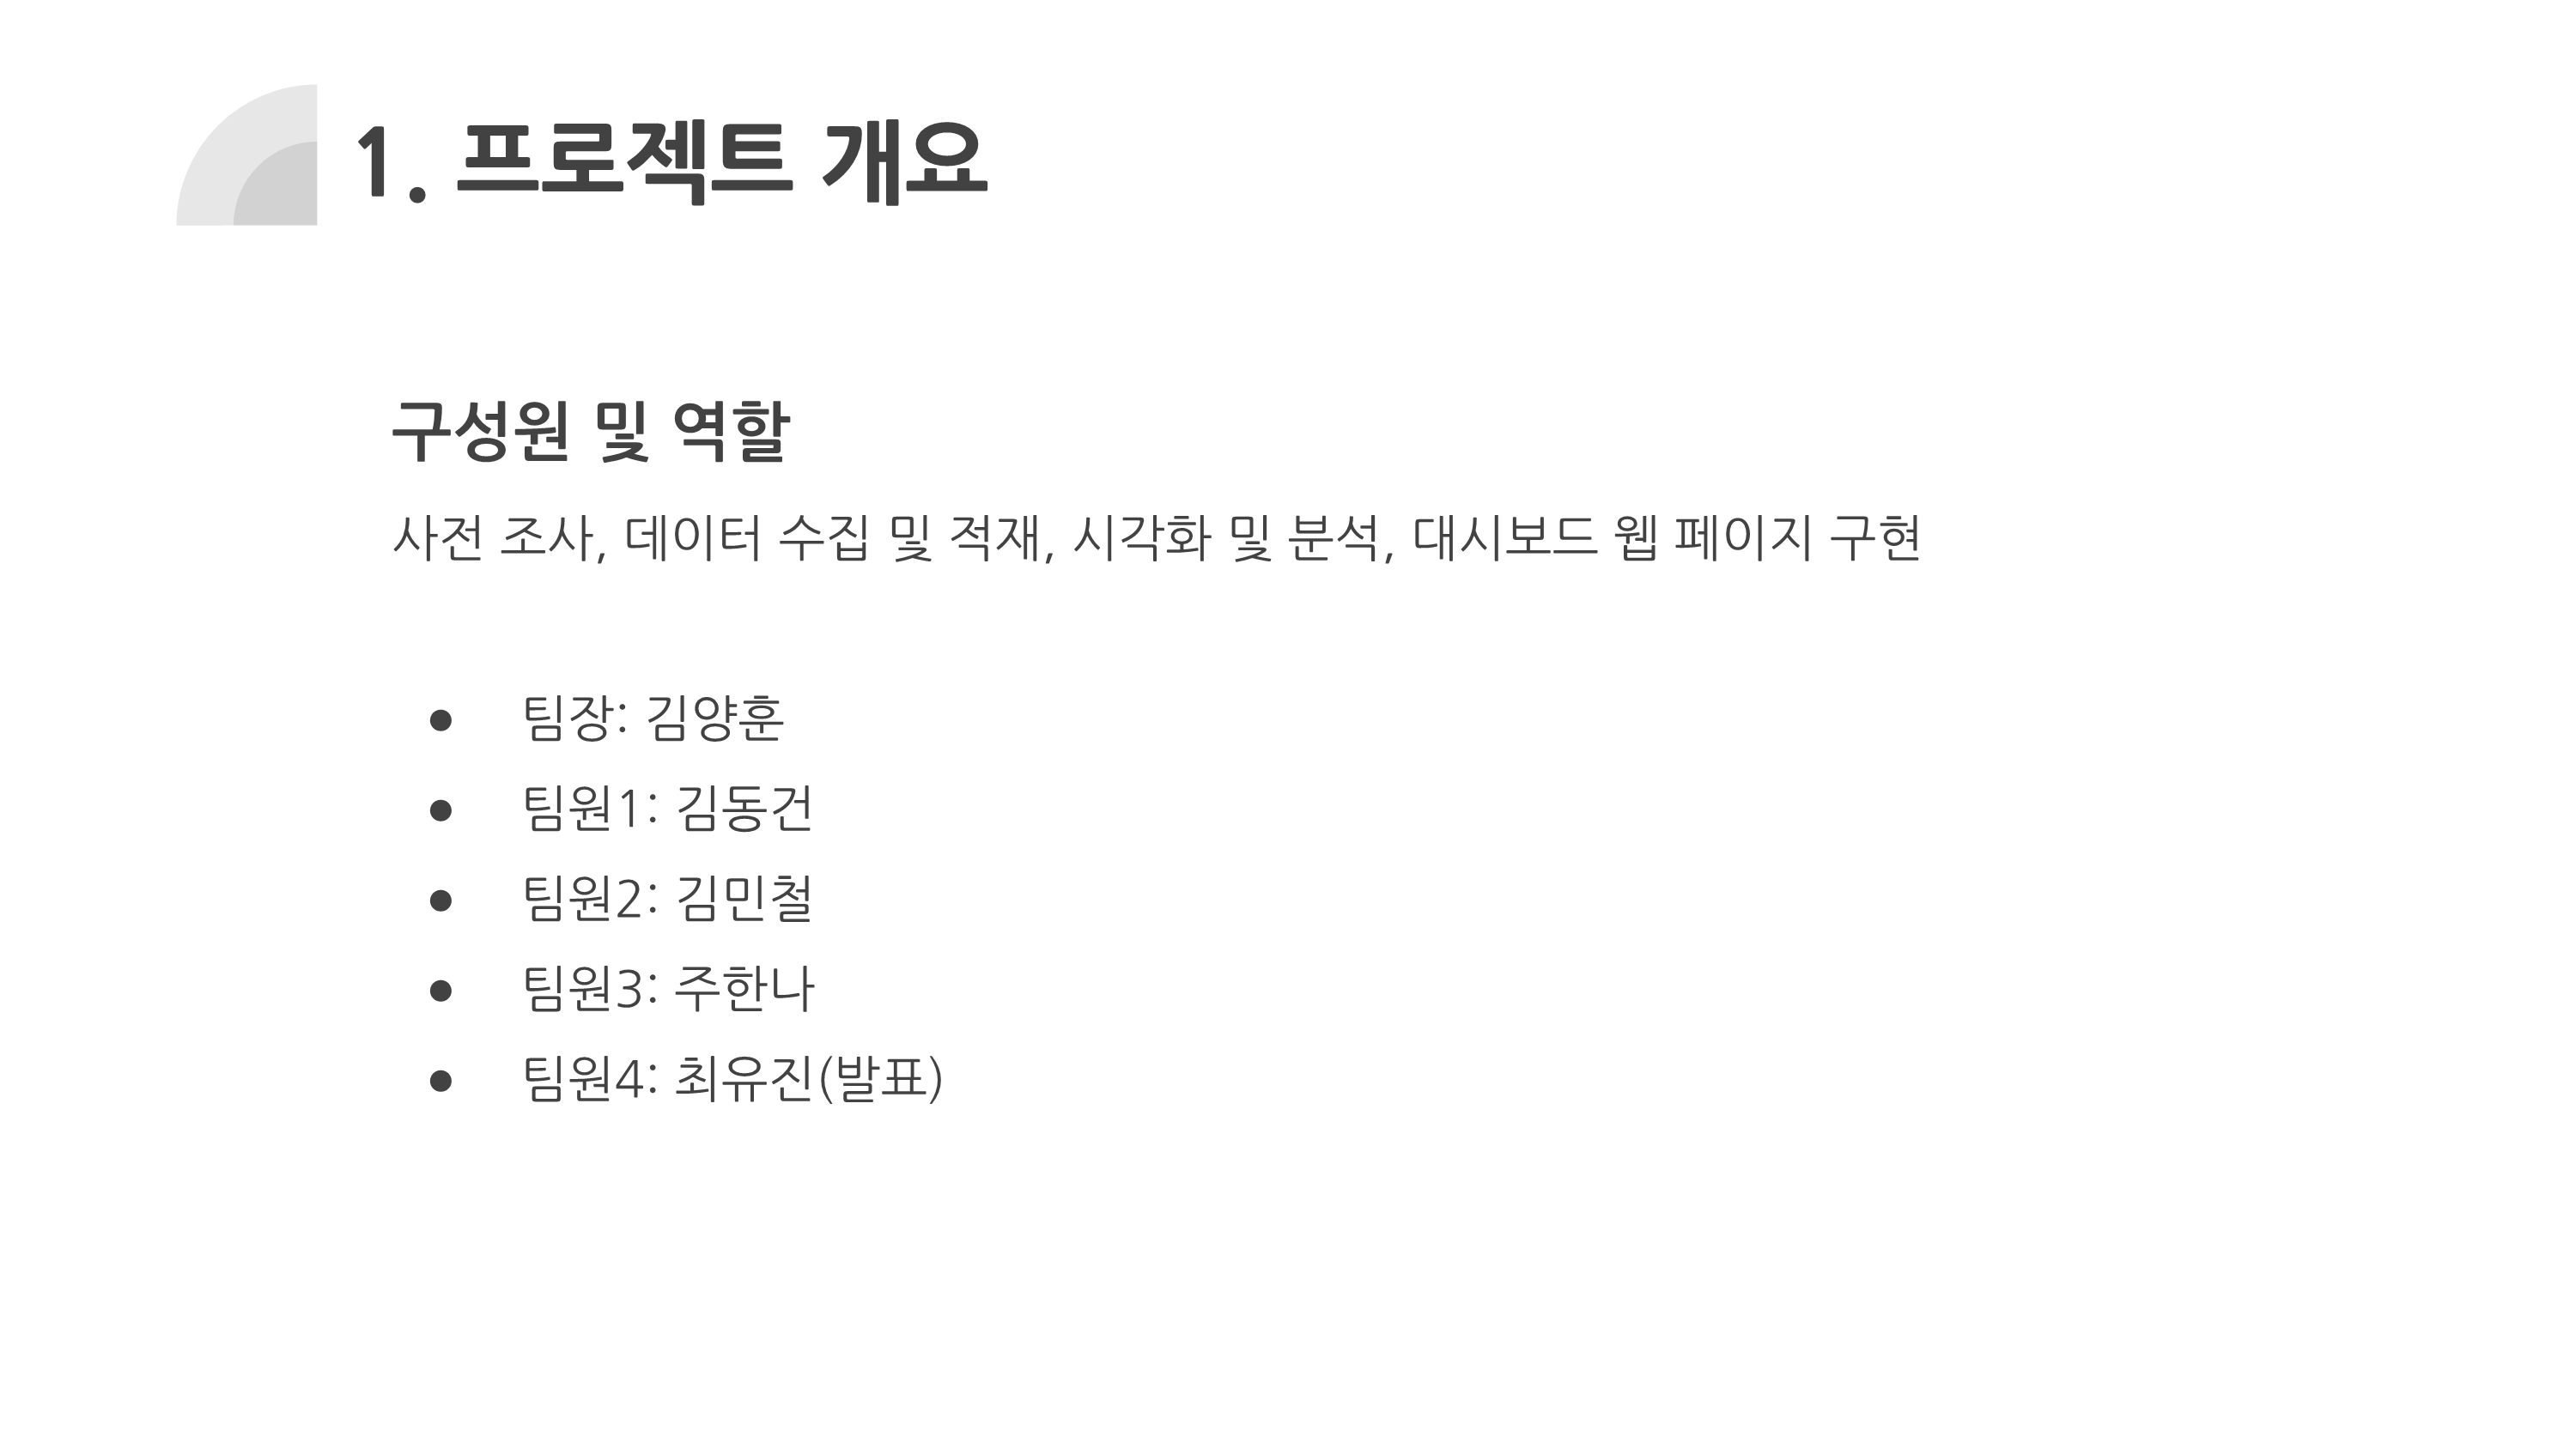 1. 프로젝트 개요
구성원 및 역할
사전 조사, 데이터 수집 및 적재, 시각화 및 분석, 대시보드 웹 페이지 구현
● 팀장: 김양훈
● 팀원1: 김동건
● 팀원2: 김민철
● 팀원3: 주한나
● 팀원4: 최유진(발표)